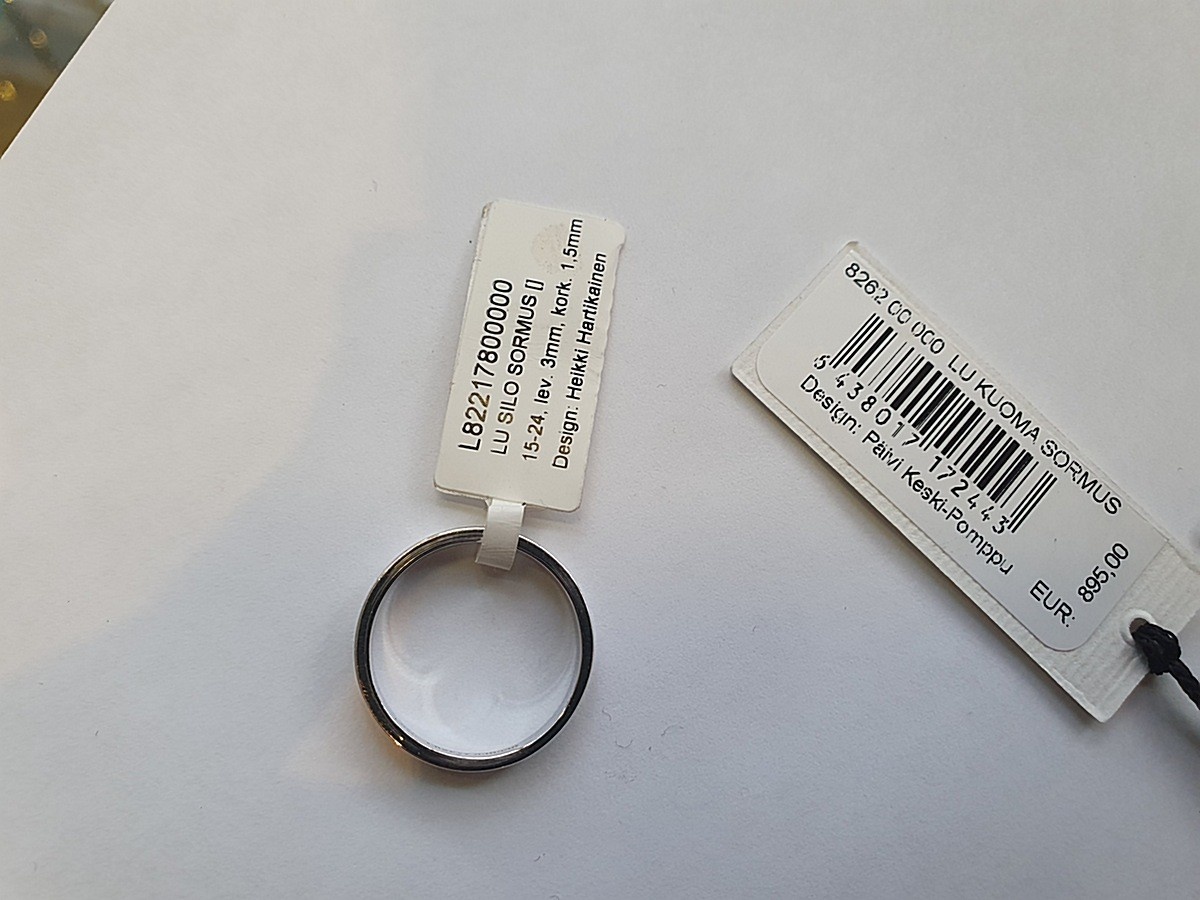 L82217800000
LU SILO SORMUS []
15-24, lev. 3mm, kork. 1,5mm
Design: Heikki Hartikainen
8262 00 000 LU KUOMA SORMUS
5 438017 172443
Design: Päivi Keski-Pomppu
EUR: 895,00